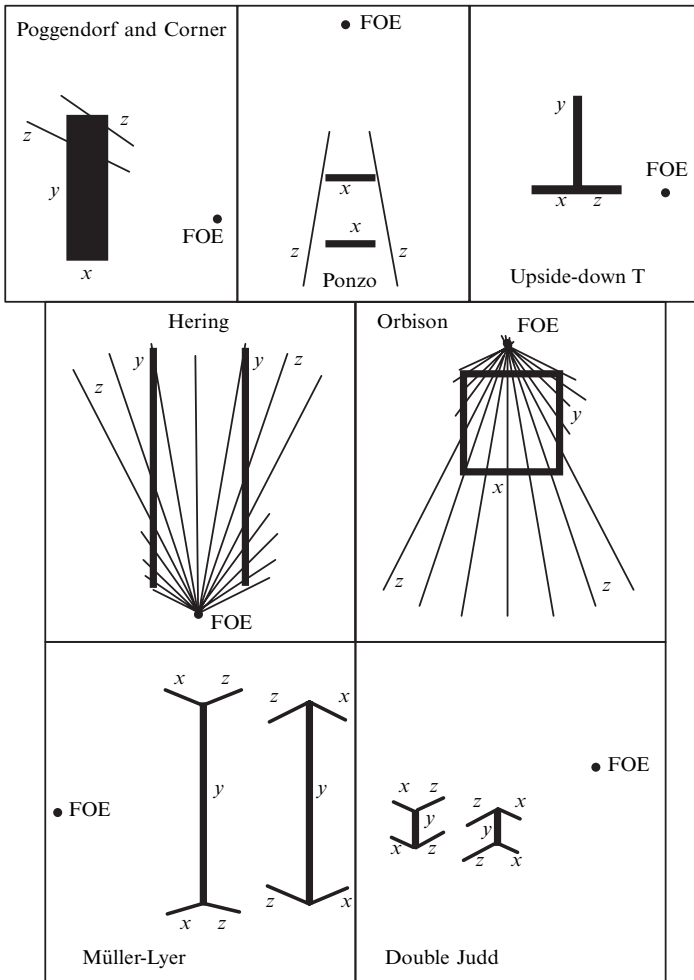 Poggendorf and Corner
z
z
y
FOE
x
FOE
x
x
z
z
Ponzo
y
FOE
x z
Upside-down T
Hering
y
y
z
z
FOE
Orbison
FOE
y
x
z
z
x
z
z
x
y
y
FOE
x
z
z
x
Müller-Lyer
FOE
x
z
z
x
y
y
x
z
z
x
Double Judd